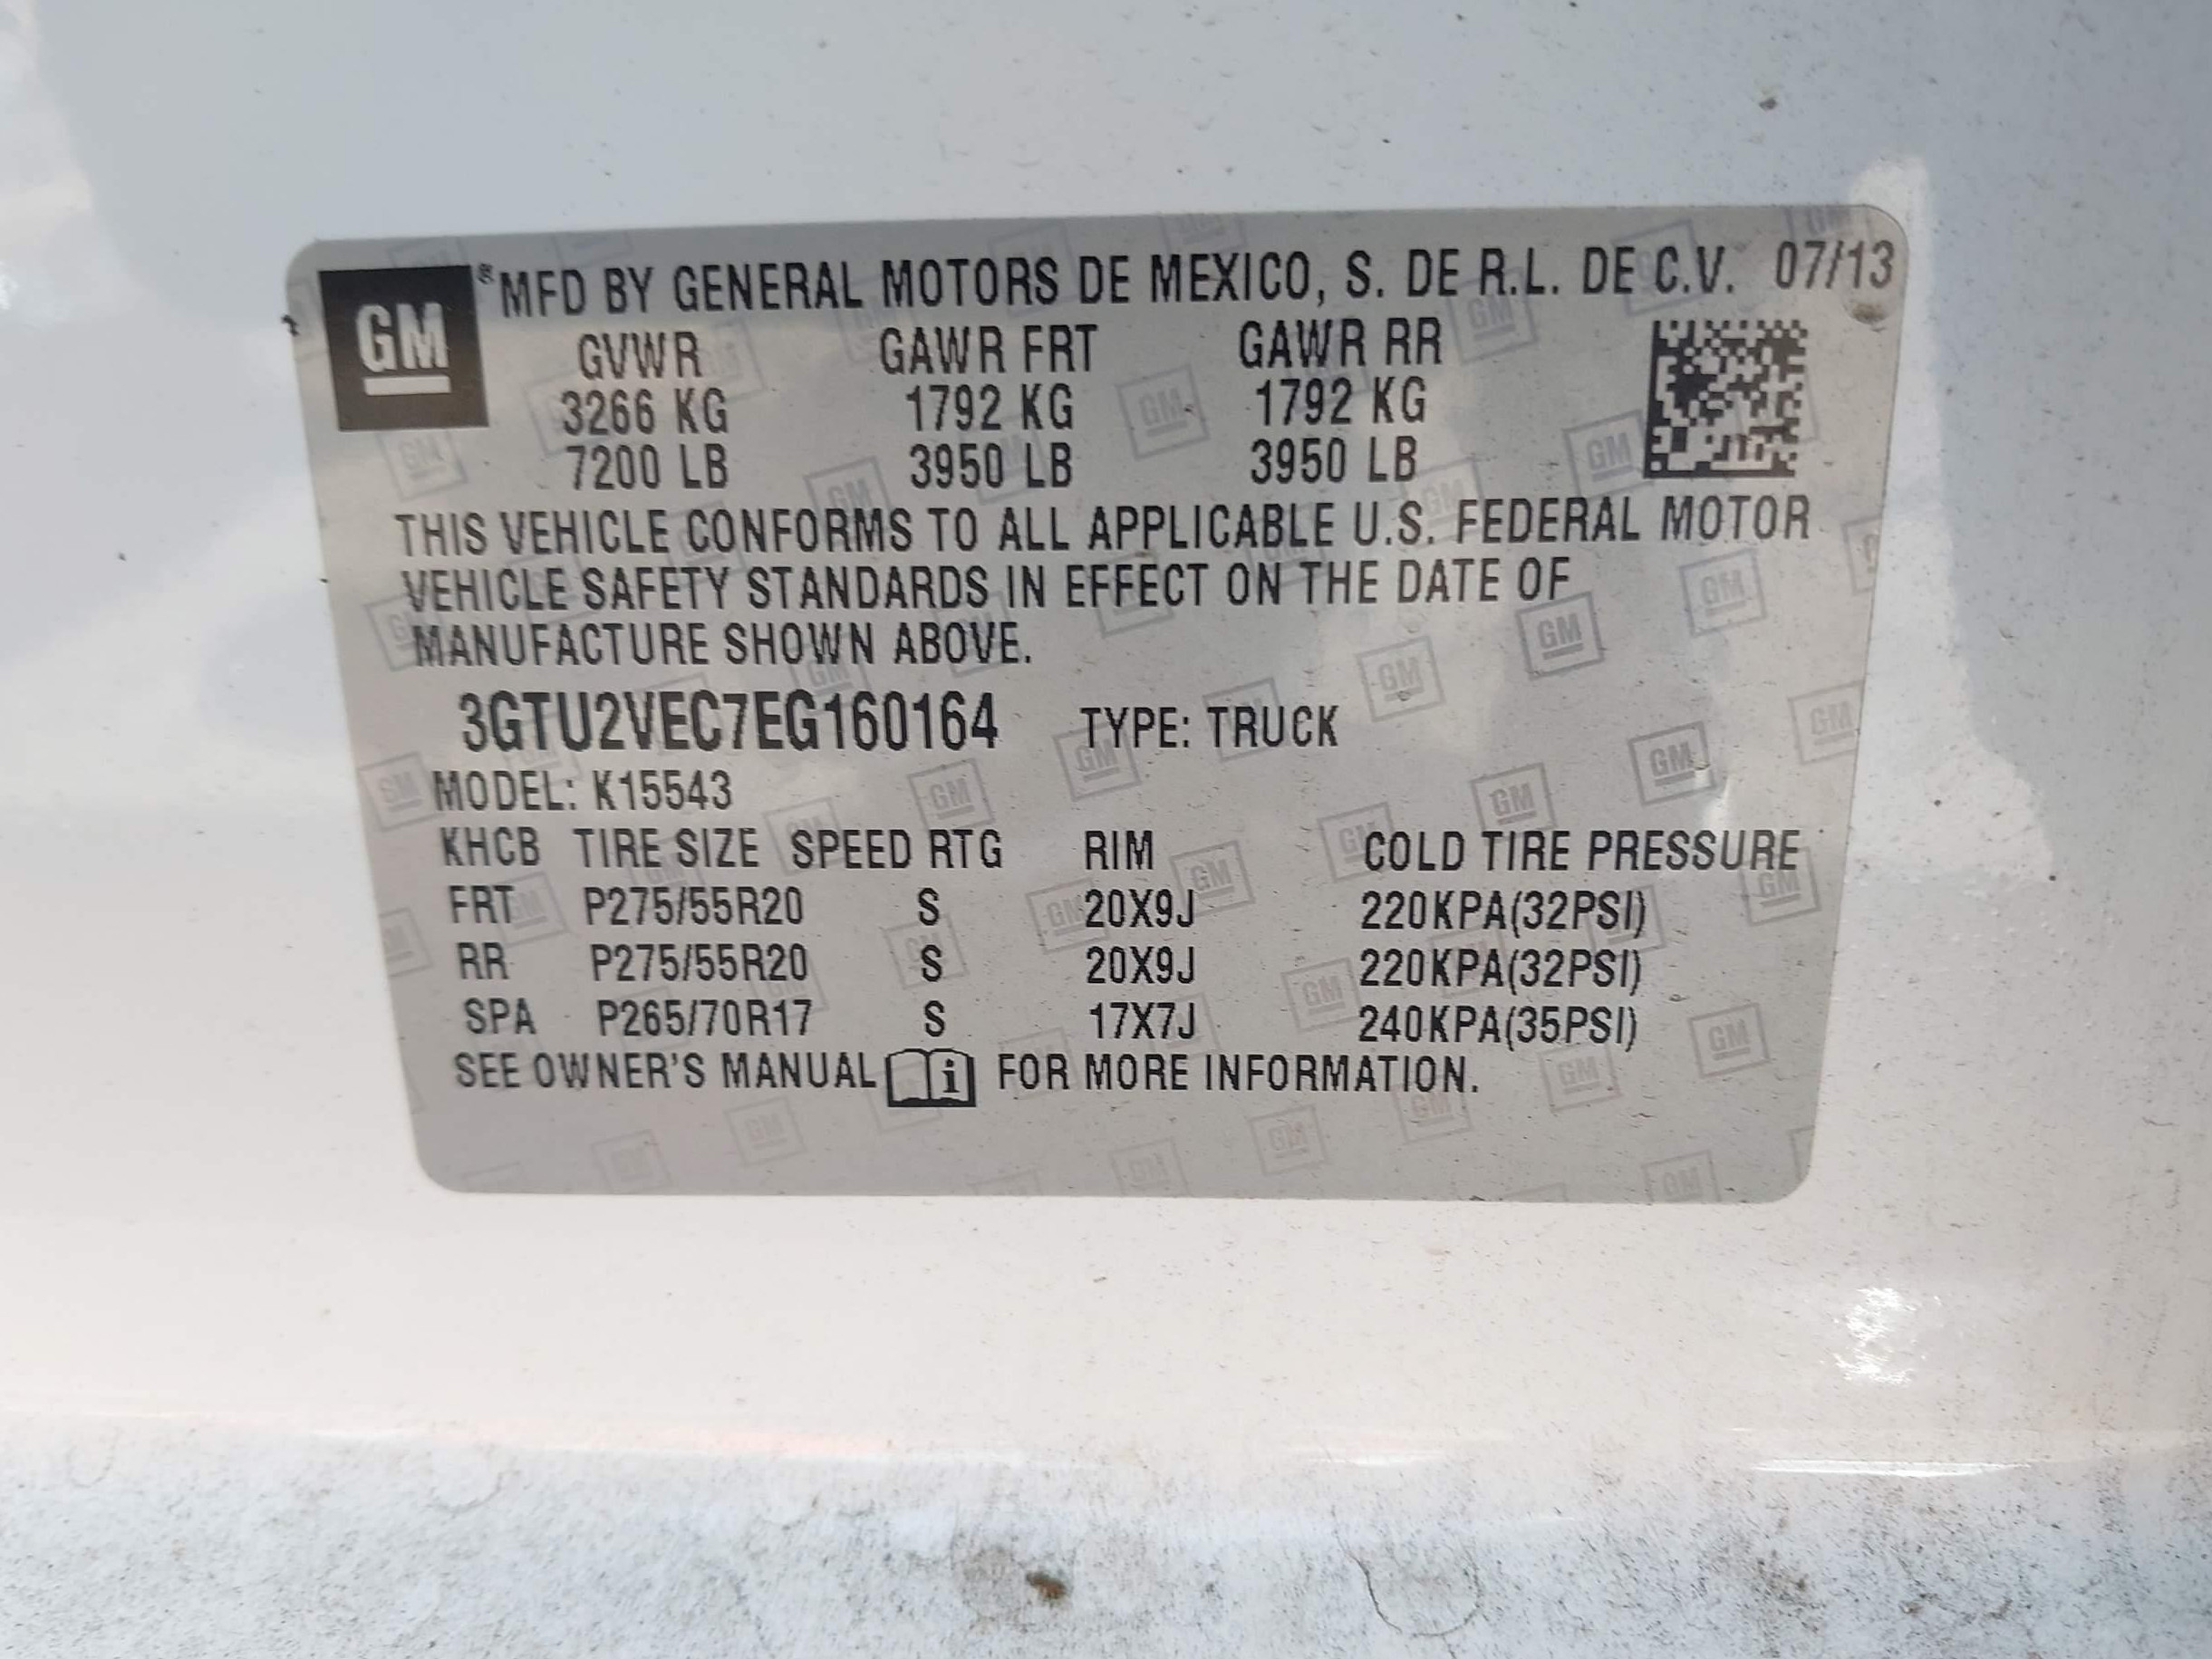 GM ® MFD BY GENERAL MOTORS DE MEXICO, S. DE R.L. DE C.V. 07/13
GVWR GAWR FRT GAWR RR
3266 KG 1792 KG 1792 KG
7200 LB 3950 LB 3950 LB
THIS VEHICLE CONFORMS TO ALL APPLICABLE U.S. FEDERAL MOTOR
VEHICLE SAFETY STANDARDS IN EFFECT ON THE DATE OF
MANUFACTURE SHOWN ABOVE.
3GTU2VEC7EG160164 TYPE: TRUCK
MODEL: K15543
KHCB TIRE SIZE SPEED RTG RIM COLD TIRE PRESSURE
FRT P275/55R20 S 20X9J 220KPA(32PSI)
RR P275/55R20 S 20X9J 220KPA(32PSI)
SPA P265/70R17 S 17X7J 240KPA(35PSI)
SEE OWNER'S MANUAL i FOR MORE INFORMATION.